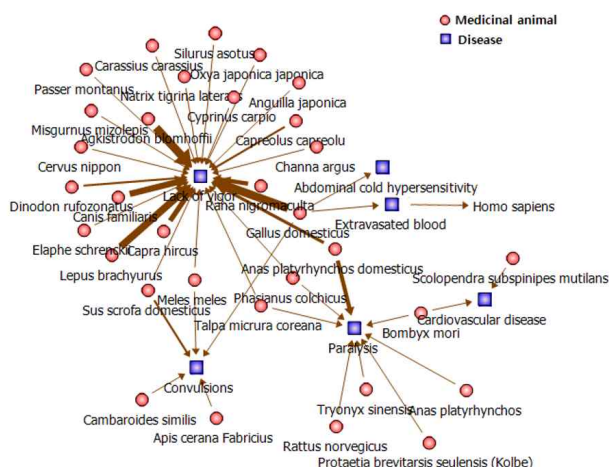 Medicinal animal
Disease
Silurus asotus
Carassius carassius
Oxya japonica japonica
Passer montanus
Natrix tigrina lateralis
Anguilla japonica
Cyprinus carpio
Misgurnus mizolepis
Agkistrodon blomhoffii
Capreolus capreolu
Cervus nippon
Channa argus
Abdominal cold hypersensitivity
Lack of vigor
Dinodon rufozonatus
Rana nigromaculta
Homo sapiens
Canis familiaris
Extravasated blood
Gallus domesticus
Elaphe schrenckii
Capra hircus
Anas platyrhynchos domesticus
Lepus brachyurus
Scolopendra subspinipes mutilans
Meles meles
Phasianus colchicus
Sus scrofa domesticus
Cardiovascular disease
Talpa micrura coreana
Bombyx mori
Paralysis
Convulsions
Tryonyx sinensis
Anas platyrhynchos
Cambaroides similis
Apis cerana Fabricius
Rattus norvegicus
Protaetia brevitarsis seulensis (Kolbe)